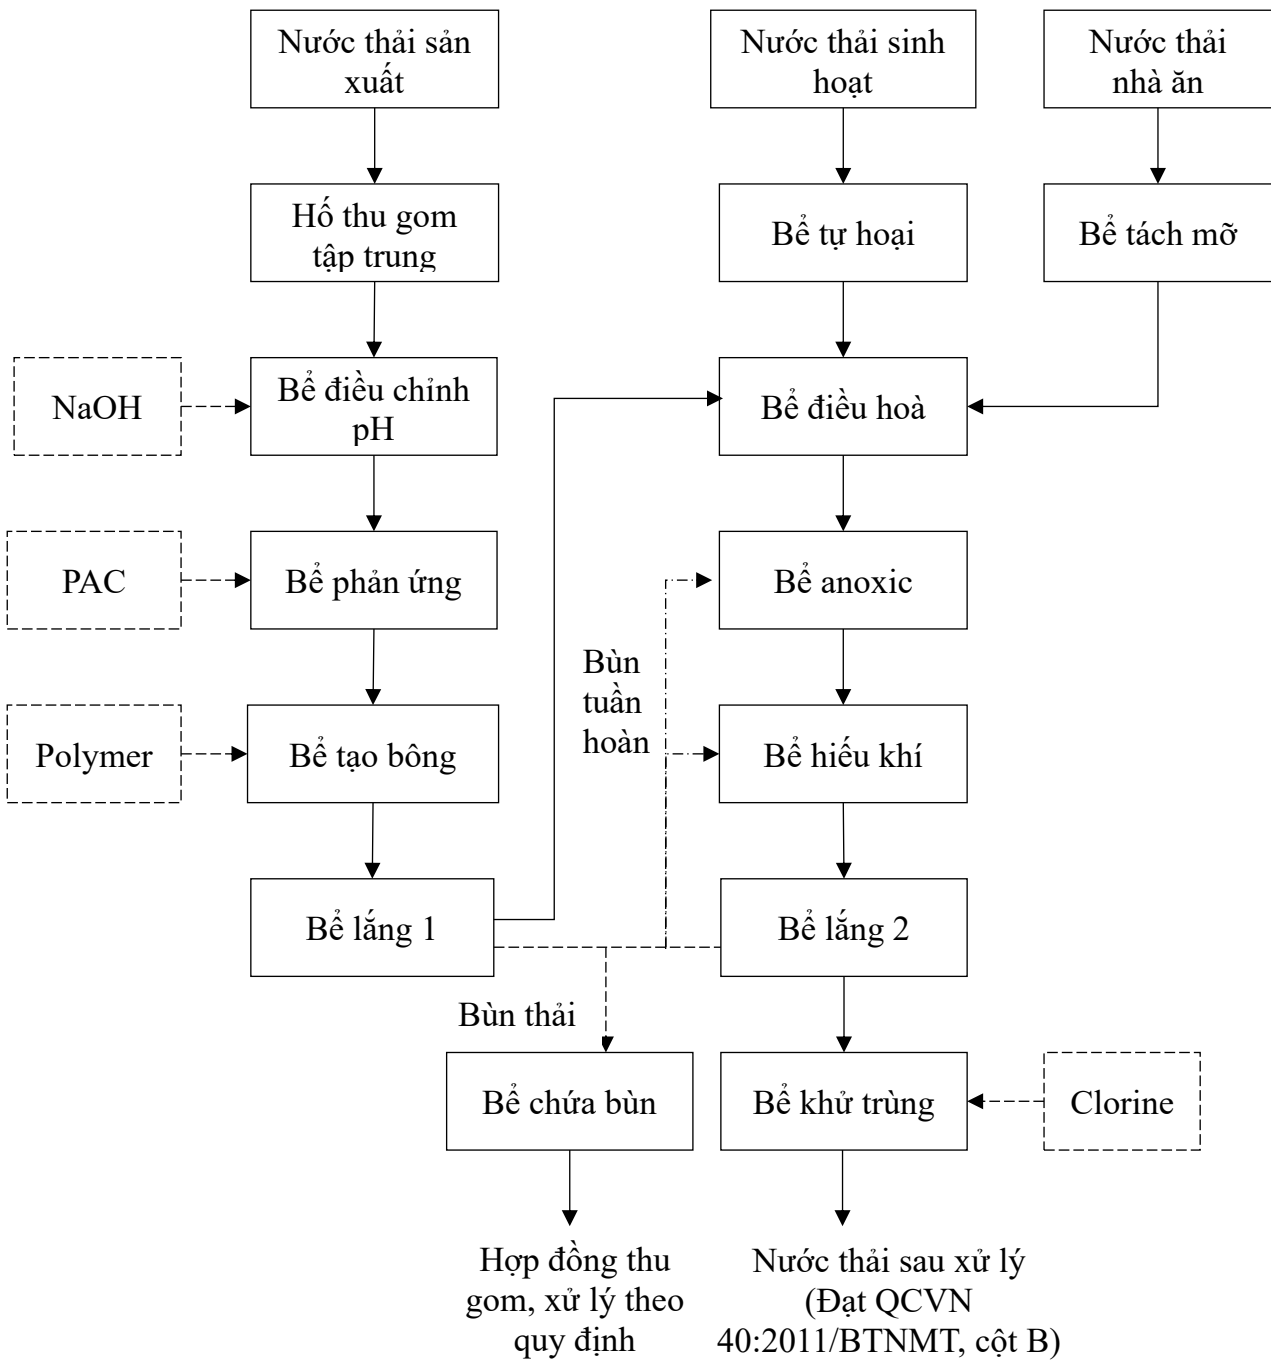 Nước thải sản
xuất
Nước thải sinh
hoạt
Nước thải
nhà ăn
Hố thu gom
tập trung
Bể tự hoại
Bể tách mỡ
NaOH
Bể điều chỉnh
pH
Bể điều hoà
PAC
Bể phản ứng
Bể anoxic
Bùn
tuần
hoàn
Polymer
Bể tạo bông
Bể hiếu khí
Bể lắng 1
Bể lắng 2
Bùn thải
Bể chứa bùn
Bể khử trùng
Clorine
Hợp đồng thu
gom, xử lý theo
quy định
Nước thải sau xử lý
(Đạt QCVN
40:2011/BTNMT, cột B)